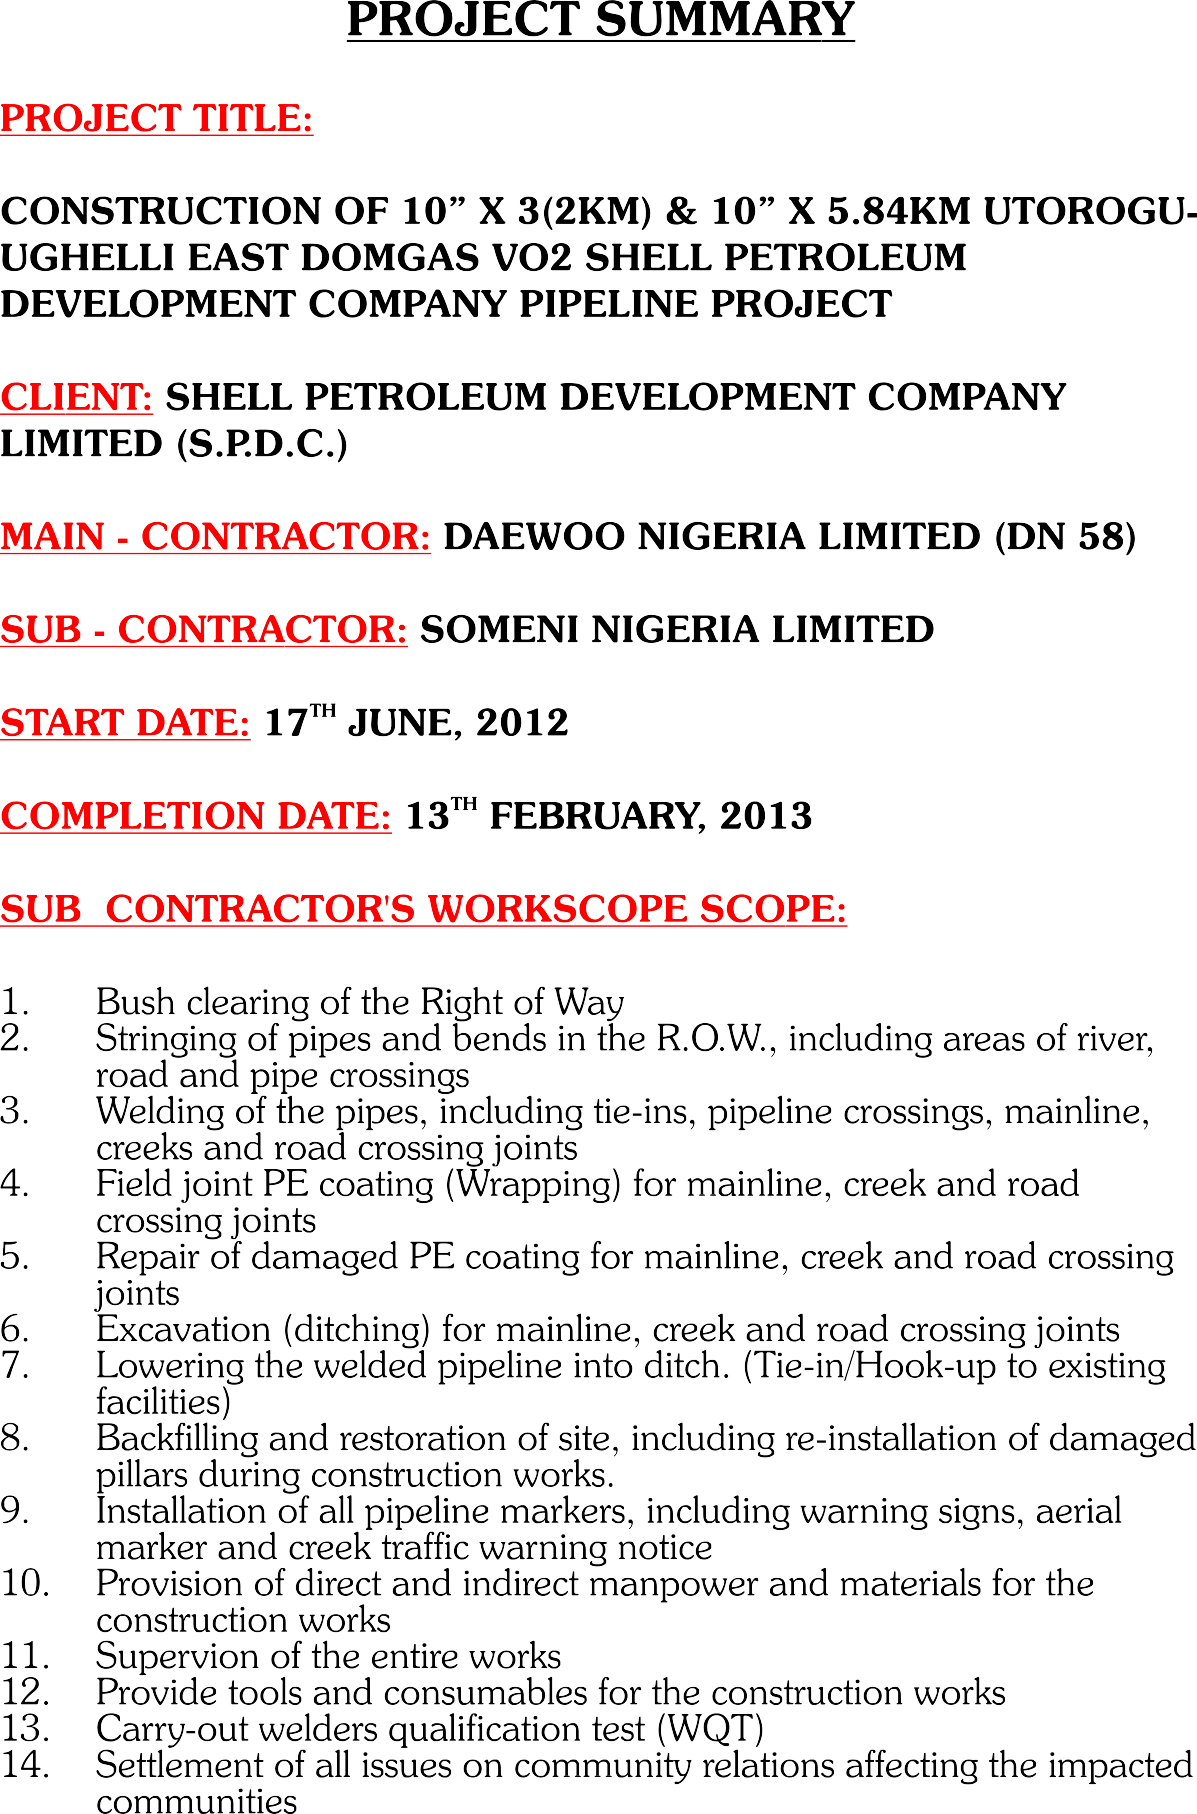 PROJECT SUMMARY
PROJECT TITLE:
CONSTRUCTION OF 10” X 3(2KM) & 10” X 5.84KM UTOROGU-
UGHELLI EAST DOMGAS VO2 SHELL PETROLEUM
DEVELOPMENT COMPANY PIPELINE PROJECT
CLIENT: SHELL PETROLEUM DEVELOPMENT COMPANY
LIMITED (S.P.D.C.)
MAIN - CONTRACTOR: DAEWOO NIGERIA LIMITED (DN 58)
SUB - CONTRACTOR: SOMENI NIGERIA LIMITED
START DATE: 17TH JUNE, 2012
COMPLETION DATE: 13TH FEBRUARY, 2013
SUB  CONTRACTOR'S WORKSCOPE SCOPE:
1. Bush clearing of the Right of Way
2. Stringing of pipes and bends in the R.O.W., including areas of river,
road and pipe crossings
3. Welding of the pipes, including tie-ins, pipeline crossings, mainline,
creeks and road crossing joints
4. Field joint PE coating (Wrapping) for mainline, creek and road
crossing joints
5. Repair of damaged PE coating for mainline, creek and road crossing
joints
6. Excavation (ditching) for mainline, creek and road crossing joints
7. Lowering the welded pipeline into ditch. (Tie-in/Hook-up to existing
facilities)
8. Backfilling and restoration of site, including re-installation of damaged
pillars during construction works.
9. Installation of all pipeline markers, including warning signs, aerial
marker and creek traffic warning notice
10. Provision of direct and indirect manpower and materials for the
construction works
11. Supervion of the entire works
12. Provide tools and consumables for the construction works
13. Carry-out welders qualification test (WQT)
14. Settlement of all issues on community relations affecting the impacted
communities